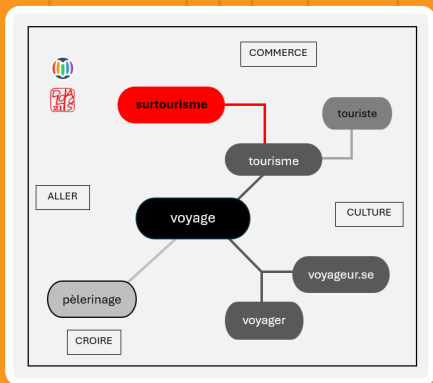 COMMERCE
surtourisme
touriste
tourisme
ALLER
voyage
CULTURE
voyageur.se
pèlerinage
voyager
CROIRE